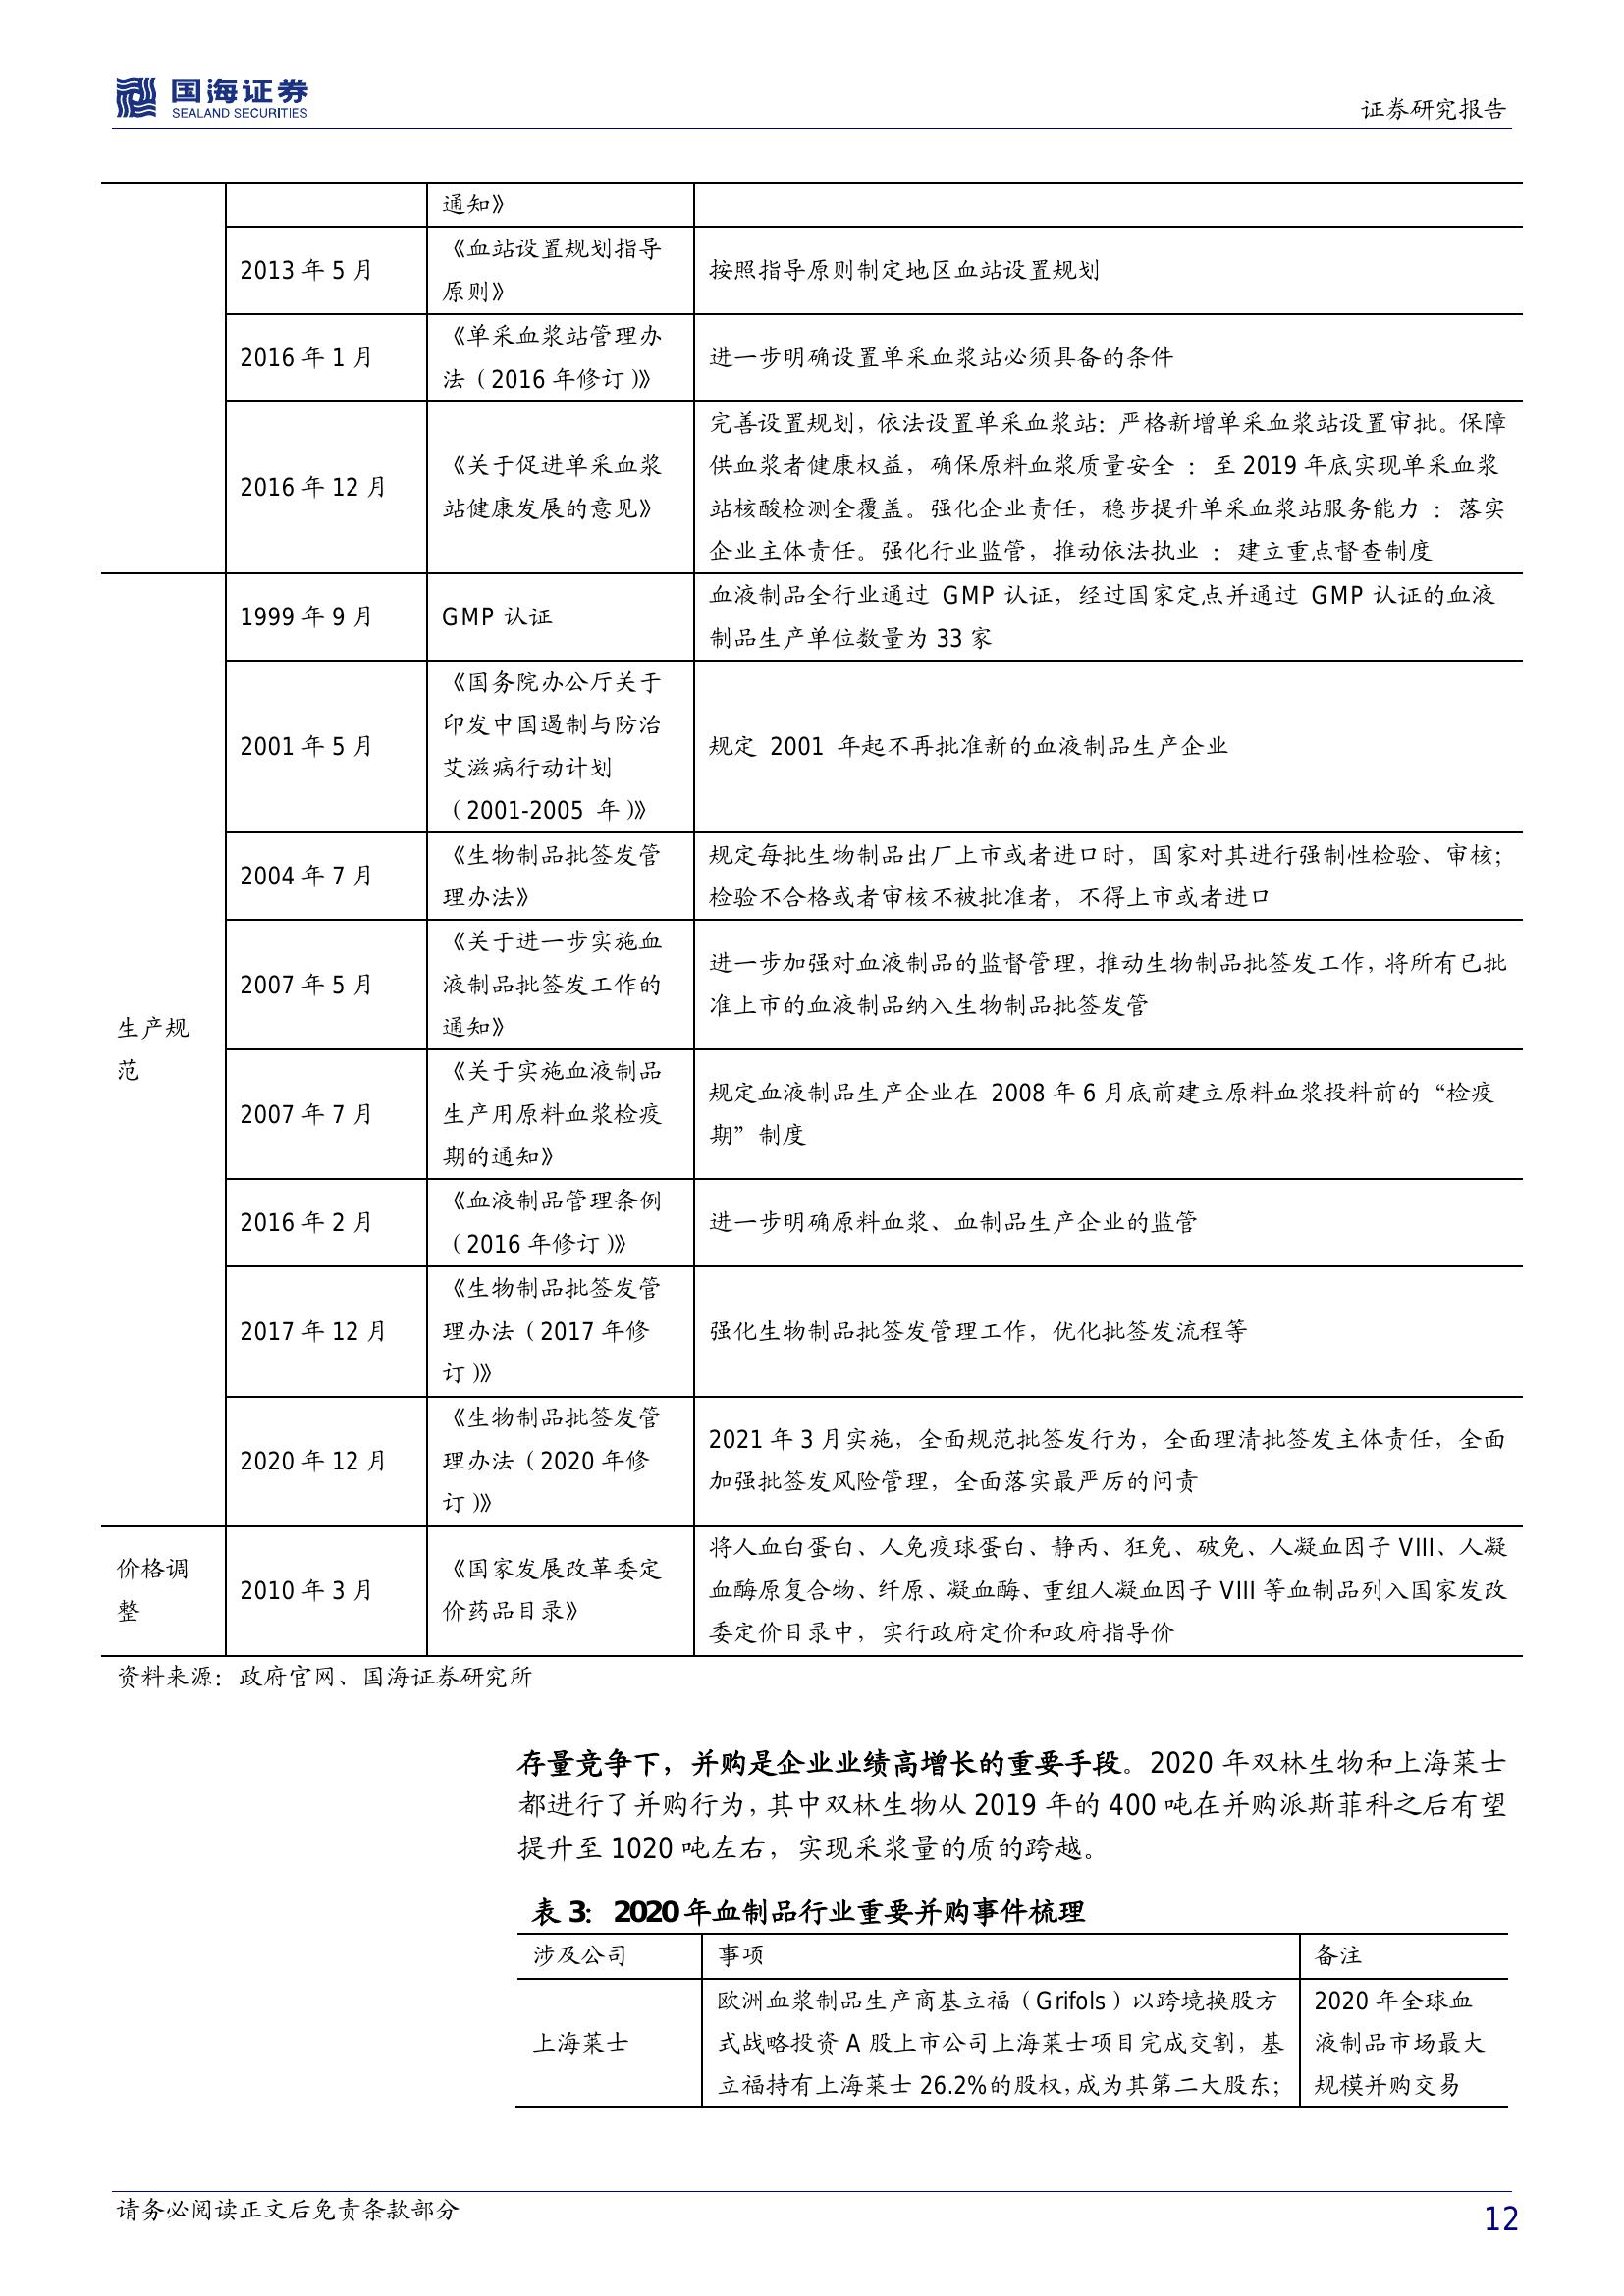 国海证券
SEALAND SECURITIES
证券研究报告
通知》
2013 年 5 月
《血站设置规划指导
原则》
按照指导原则制定地区血站设置规划
2016 年 1 月
《单采血浆站管理办
法（2016 年修订）》
进一步明确设置单采血浆站必须具备的条件
2016 年 12 月
《关于促进单采血浆
站健康发展的意见》
完善设置规划，依法设置单采血浆站：严格新增单采血浆站设置审批。保障
供血浆者健康权益，确保原料血浆质量安全 ：至 2019 年底实现单采血浆
站核酸检测全覆盖。强化企业责任，稳步提升单采血浆站服务能力 ：落实
企业主体责任。强化行业监管，推动依法执业 ：建立重点督查制度
生产规
范
1999 年 9 月
GMP 认证
血液制品全行业通过 GMP 认证，经过国家定点并通过 GMP 认证的血液
制品生产单位数量为 33 家
2001 年 5 月
《国务院办公厅关于
印发中国遏制与防治
艾滋病行动计划
（2001-2005 年）》
规定 2001 年起不再批准新的血液制品生产企业
2004 年 7 月
《生物制品批签发管
理办法》
规定每批生物制品出厂上市或者进口时，国家对其进行强制性检验、审核；
检验不合格或者审核不被批准者，不得上市或者进口
2007 年 5 月
《关于进一步实施血
液制品批签发工作的
通知》
进一步加强对血液制品的监督管理，推动生物制品批签发工作，将所有已批
准上市的血液制品纳入生物制品批签发管
2007 年 7 月
《关于实施血液制品
生产用原料血浆检疫
期的通知》
规定血液制品生产企业在 2008 年 6 月底前建立原料血浆投料前的“检疫
期”制度
2016 年 2 月
《血液制品管理条例
（2016 年修订）》
进一步明确原料血浆、血制品生产企业的监管
2017 年 12 月
《生物制品批签发管
理办法（2017 年修
订）》
强化生物制品批签发管理工作，优化批签发流程等
2020 年 12 月
《生物制品批签发管
理办法（2020 年修
订）》
2021 年 3 月实施，全面规范批签发行为，全面理清批签发主体责任，全面
加强批签发风险管理，全面落实最严厉的问责
价格调
整
2010 年 3 月
《国家发展改革委定
价药品目录》
将人血白蛋白、人免疫球蛋白、静丙、狂免、破免、人凝血因子 VIII、人凝
血酶原复合物、纤原、凝血酶、重组人凝血因子 VIII 等血制品列入国家发改
委定价目录中，实行政府定价和政府指导价
资料来源：政府官网、国海证券研究所
存量竞争下，并购是企业业绩高增长的重要手段。2020 年双林生物和上海莱士
都进行了并购行为，其中双林生物从 2019 年的 400 吨在并购派斯菲科之后有望
提升至 1020 吨左右，实现采浆量的质的跨越。
表 3：2020 年血制品行业重要并购事件梳理
涉及公司
事项
备注
上海莱士
欧洲血浆制品生产商基立福（Grifols）以跨境换股方
式战略投资 A 股上市公司上海莱士项目完成交割，基
立福持有上海莱士 26.2%的股权，成为其第二大股东；
2020 年全球血
液制品市场最大
规模并购交易
请务必阅读正文后免责条款部分
12